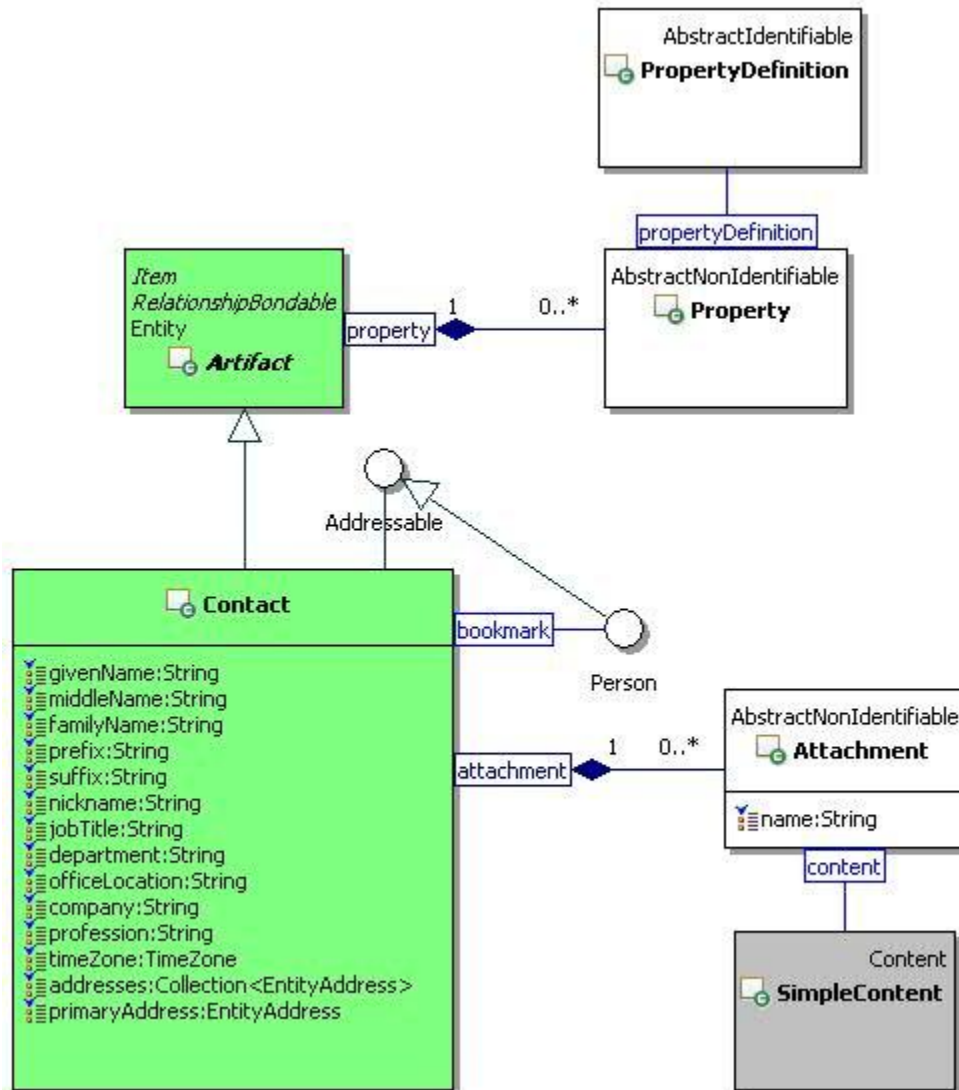 AbstractIdentifiable
PropertyDefinition
propertyDefinition
Item
RelationshipBondable
Entity
Artifact
property
1
0..*
AbstractNonIdentifiable
Property
Addressable
Contact
bookmark
Person
givenName:String
middleName:String
familyName:String
prefix:String
suffix:String
nickname:String
jobTitle:String
department:String
officeLocation:String
company:String
profession:String
timeZone:TimeZone
addresses:Collection<EntityAddress>
primaryAddress:EntityAddress
attachment
1
0..*
AbstractNonIdentifiable
Attachment
name:String
content
Content
SimpleContent